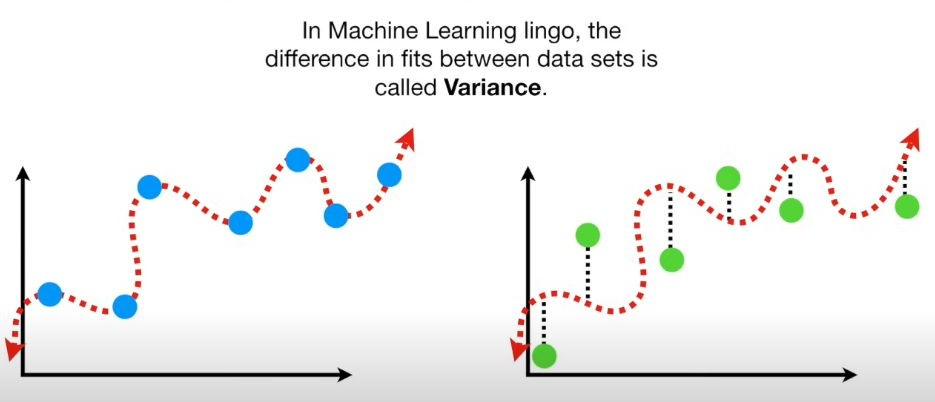 In Machine Learning lingo, the
difference in fits between data sets is
called Variance.